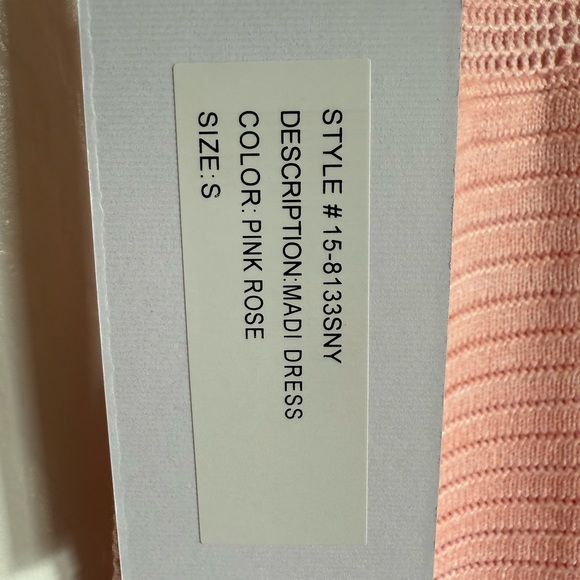 STYLE # 15-8133SNY
DESCRIPTION:MADI DRESS
COLOR: PINK ROSE
SIZE:S